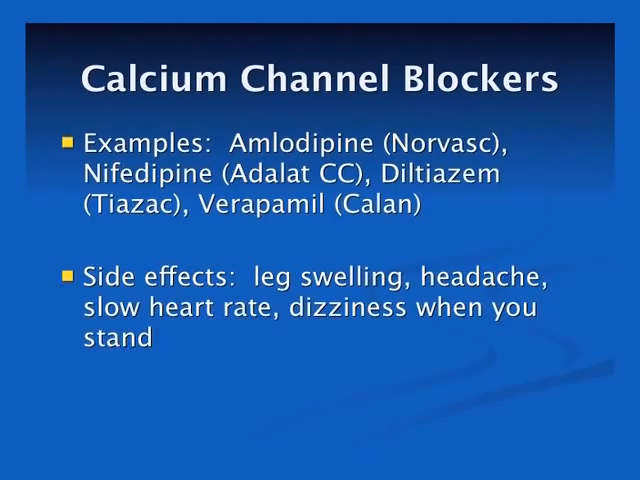 Calcium Channel Blockers
Examples:  Amlodipine (Norvasc),
Nifedipine (Adalat CC), Diltiazem
(Tiazac), Verapamil (Calan)
Side effects:  leg swelling, headache,
slow heart rate, dizziness when you
stand